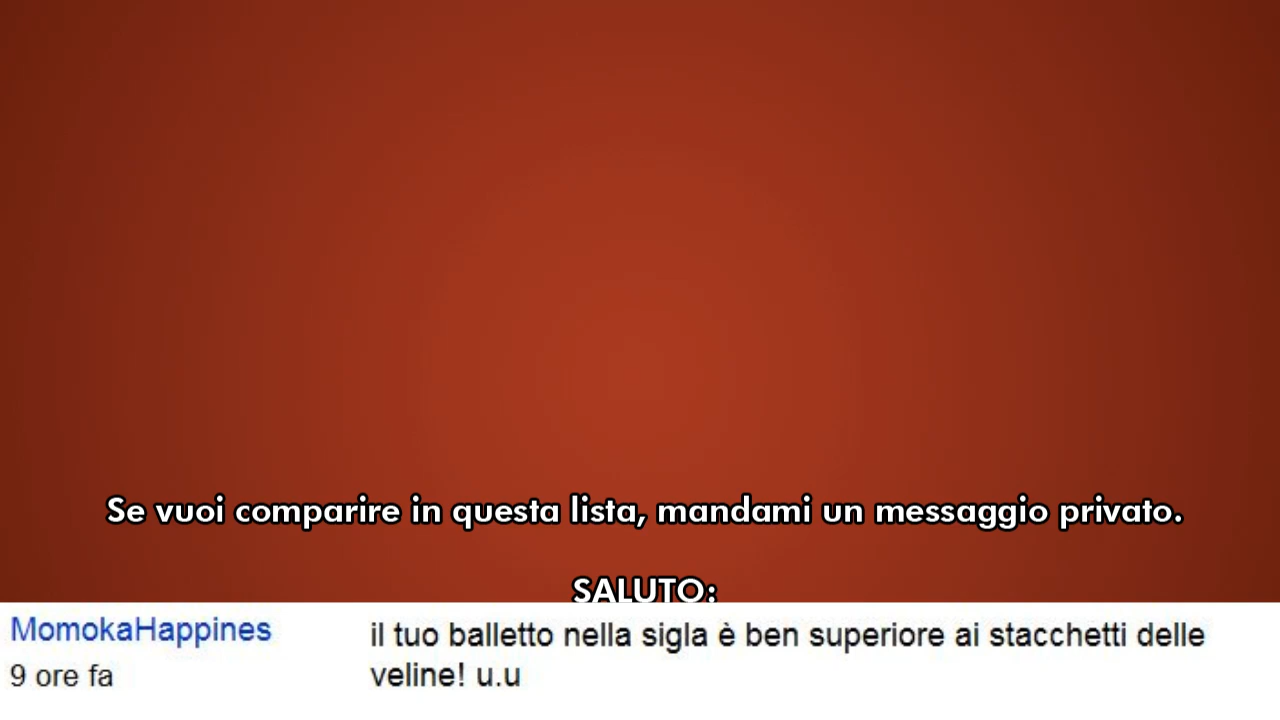 Se vuoi comparire in questa lista, mandami un messaggio privato.
SALUTO:
MomokaHappines
il tuo balletto nella sigla è ben superiore ai stacchetti delle
9 ore fa
veline! u.u